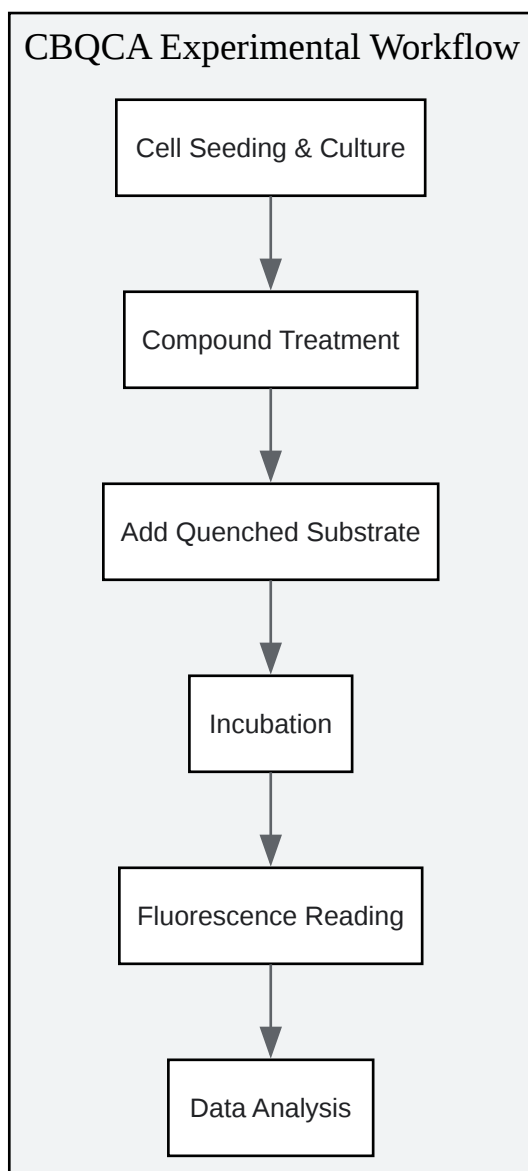 CBQCA Experimental Workflow
Cell Seeding & Culture
Compound Treatment
Add Quenched Substrate
Incubation
Fluorescence Reading
Data Analysis